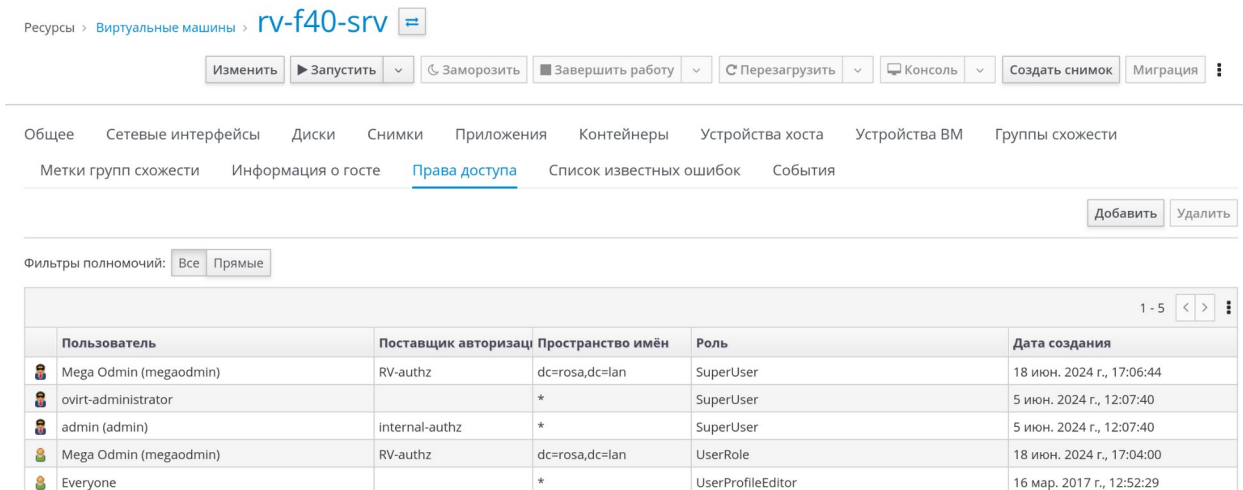 Ресурсы > Виртуальные машины > rv-f40-srv
Изменить Запустить Заморозить Завершить работу Перезагрузить Консоль Создать снимок Миграция
Общее Сетевые интерфейсы Диски Снимки Приложения Контейнеры Устройства хоста Устройства ВМ Группы схожести
Метки групп схожести Информация о госте Права доступа Список известных ошибок События
Добавить Удалить
Фильтры полномочий: Все Прямые
1 - 5 < >
Пользователь Поставщик авторизаци Пространство имён Роль Дата создания
Mega Odmin (megaodmin) RV-authz dc=rosa,dc=lan SuperUser 18 июн. 2024 г., 17:06:44
ovirt-administrator * SuperUser 5 июн. 2024 г., 12:07:40
admin (admin) internal-authz * SuperUser 5 июн. 2024 г., 12:07:40
Mega Odmin (megaodmin) RV-authz dc=rosa,dc=lan UserRole 18 июн. 2024 г., 17:04:00
Everyone * UserProfileEditor 16 мар. 2017 г., 12:52:29